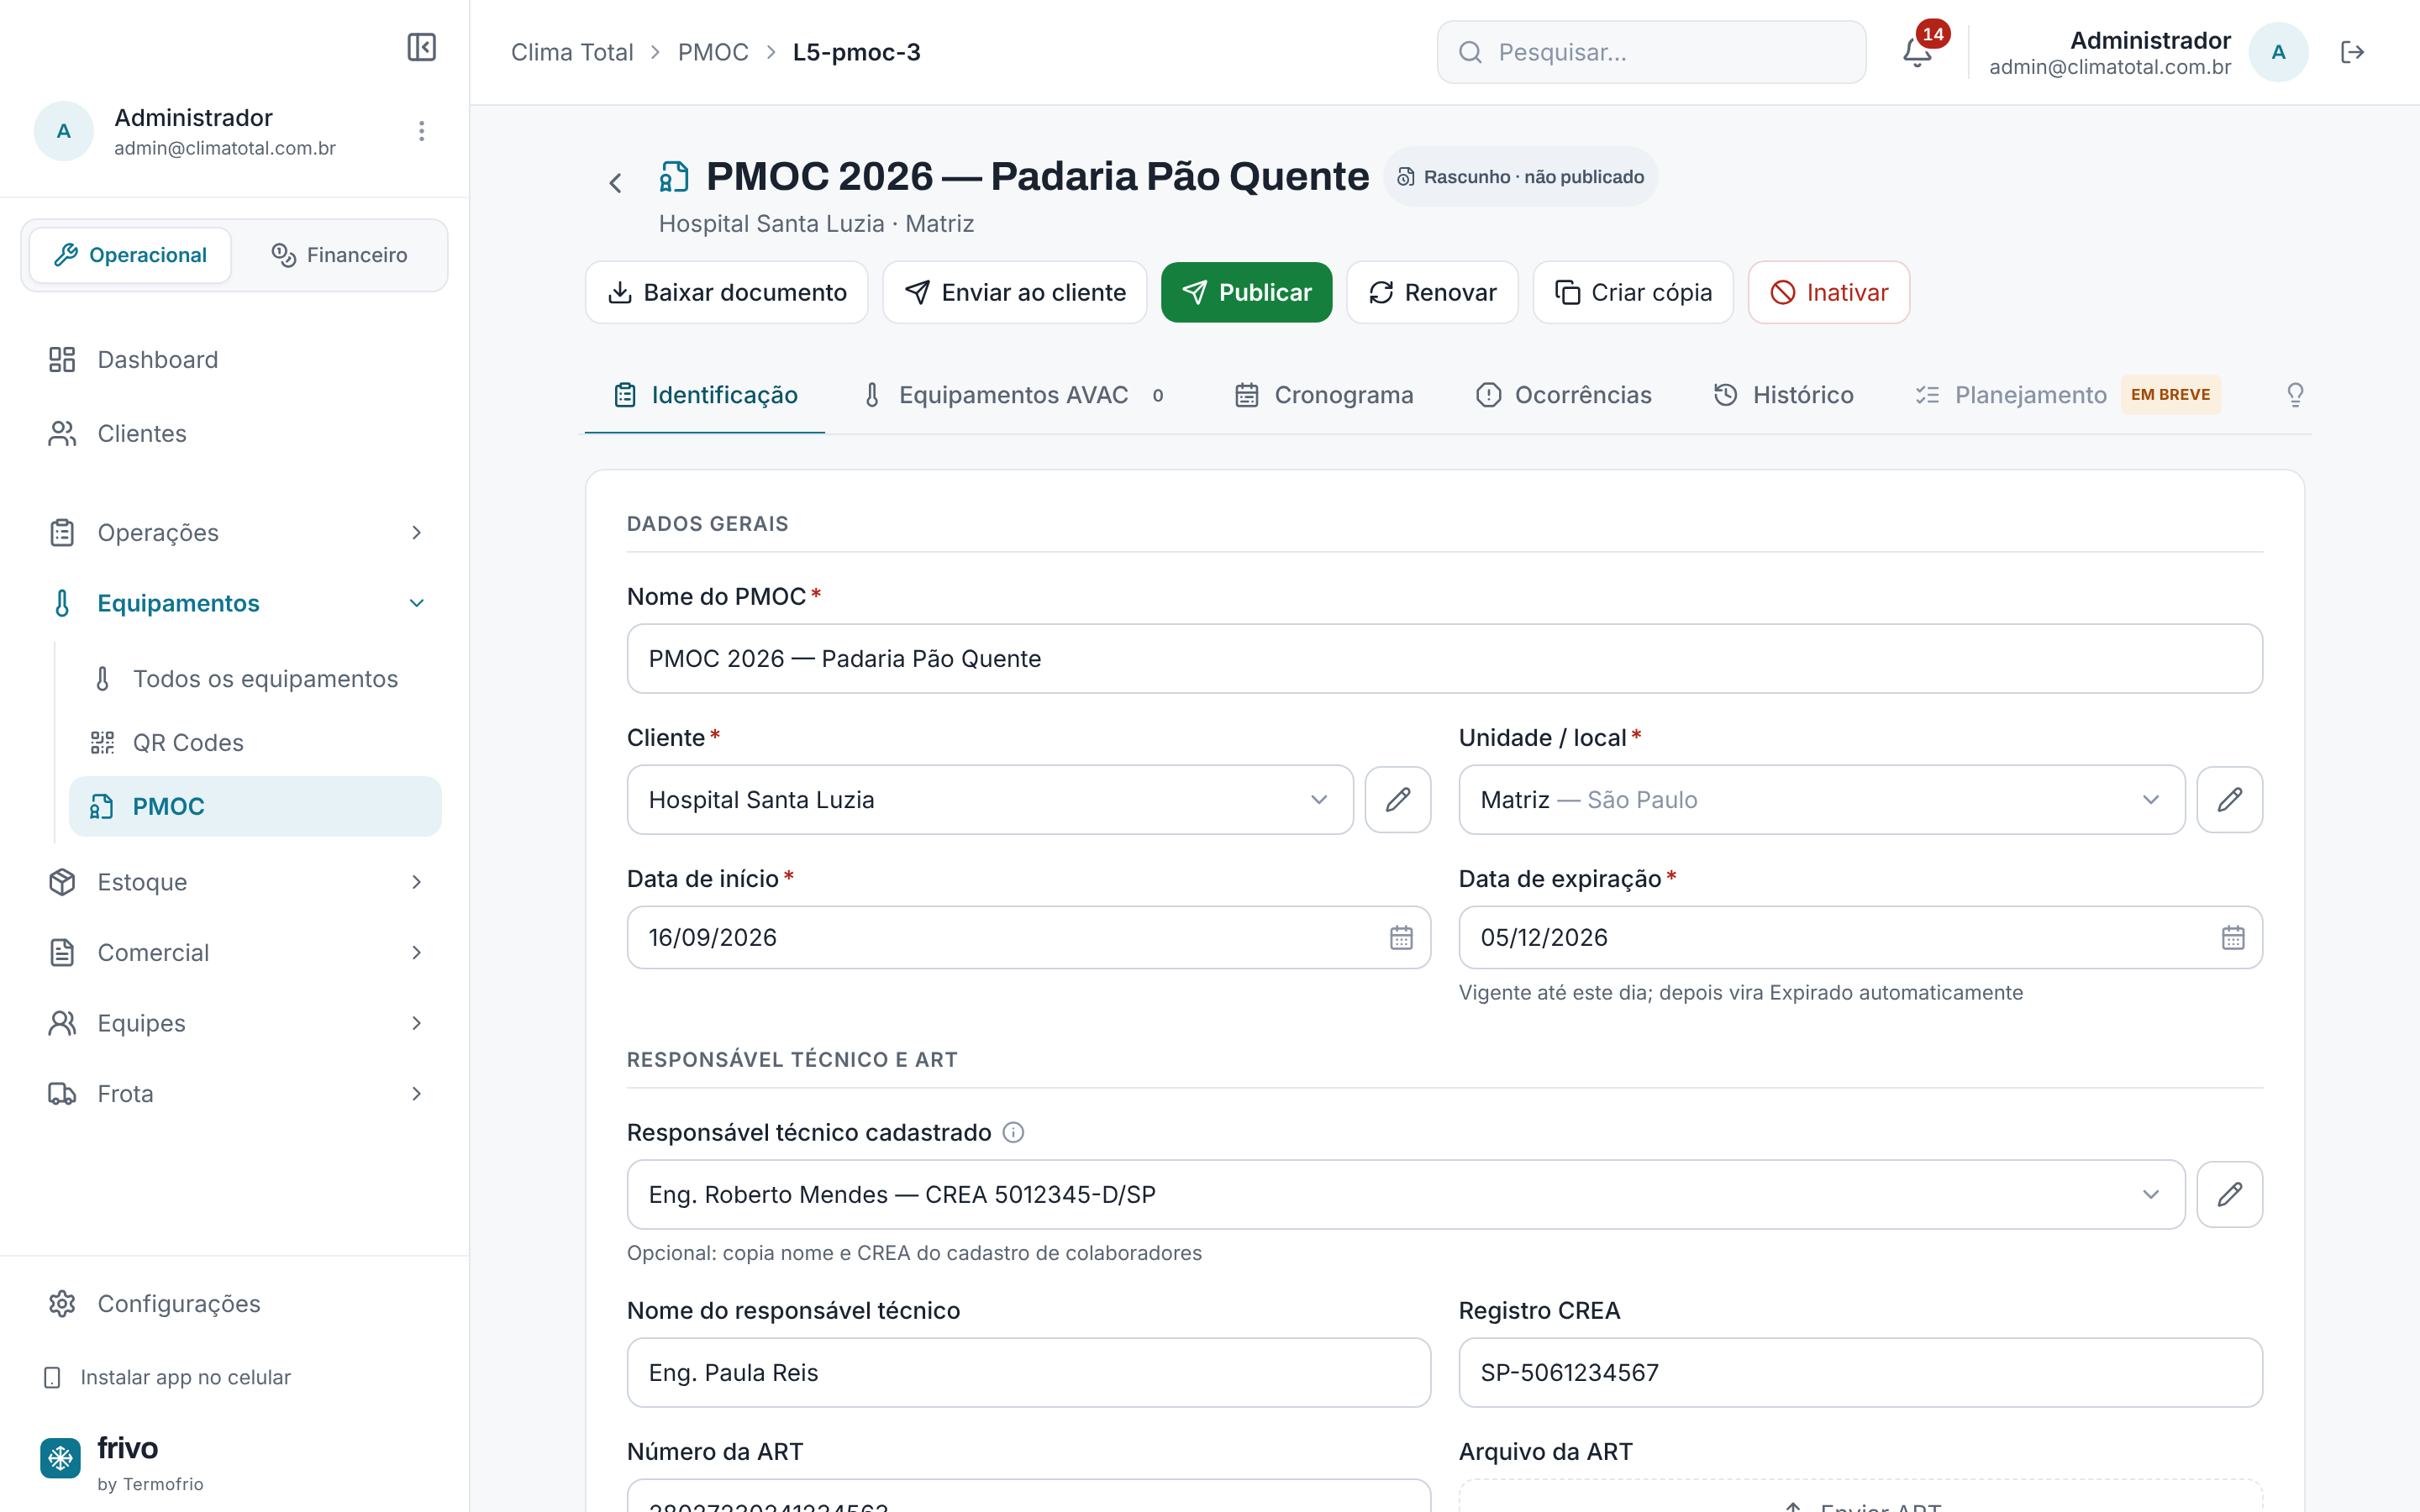 Administrador
admin@climatotal.com.br
A
Operacional
Financeiro
Dashboard
Clientes
Operações
Equipamentos
Todos os equipamentos
QR Codes
PMOC
Estoque
Comercial
Equipes
Frota
Configurações
Instalar app no celular
frivo
by Termofrio
Clima Total > PMOC > L5-pmoc-3
Pesquisar...
14
Administrador
admin@climatotal.com.br
A
PMOC 2026 — Padaria Pão Quente
Rascunho · não publicado
Hospital Santa Luzia · Matriz
Baixar documento
Enviar ao cliente
Publicar
Renovar
Criar cópia
Inativar
Identificação
Equipamentos AVAC 0
Cronograma
Ocorrências
Histórico
Planejamento EM BREVE
DADOS GERAIS
Nome do PMOC*
PMOC 2026 — Padaria Pão Quente
Cliente*
Hospital Santa Luzia
Unidade / local*
Matriz — São Paulo
Data de início*
16/09/2026
Data de expiração*
05/12/2026
Vigente até este dia; depois vira Expirado automaticamente
RESPONSÁVEL TÉCNICO E ART
Responsável técnico cadastrado
Eng. Roberto Mendes — CREA 5012345-D/SP
Opcional: copia nome e CREA do cadastro de colaboradores
Nome do responsável técnico
Eng. Paula Reis
Registro CREA
SP-5061234567
Número da ART
Arquivo da ART
Enviar ART